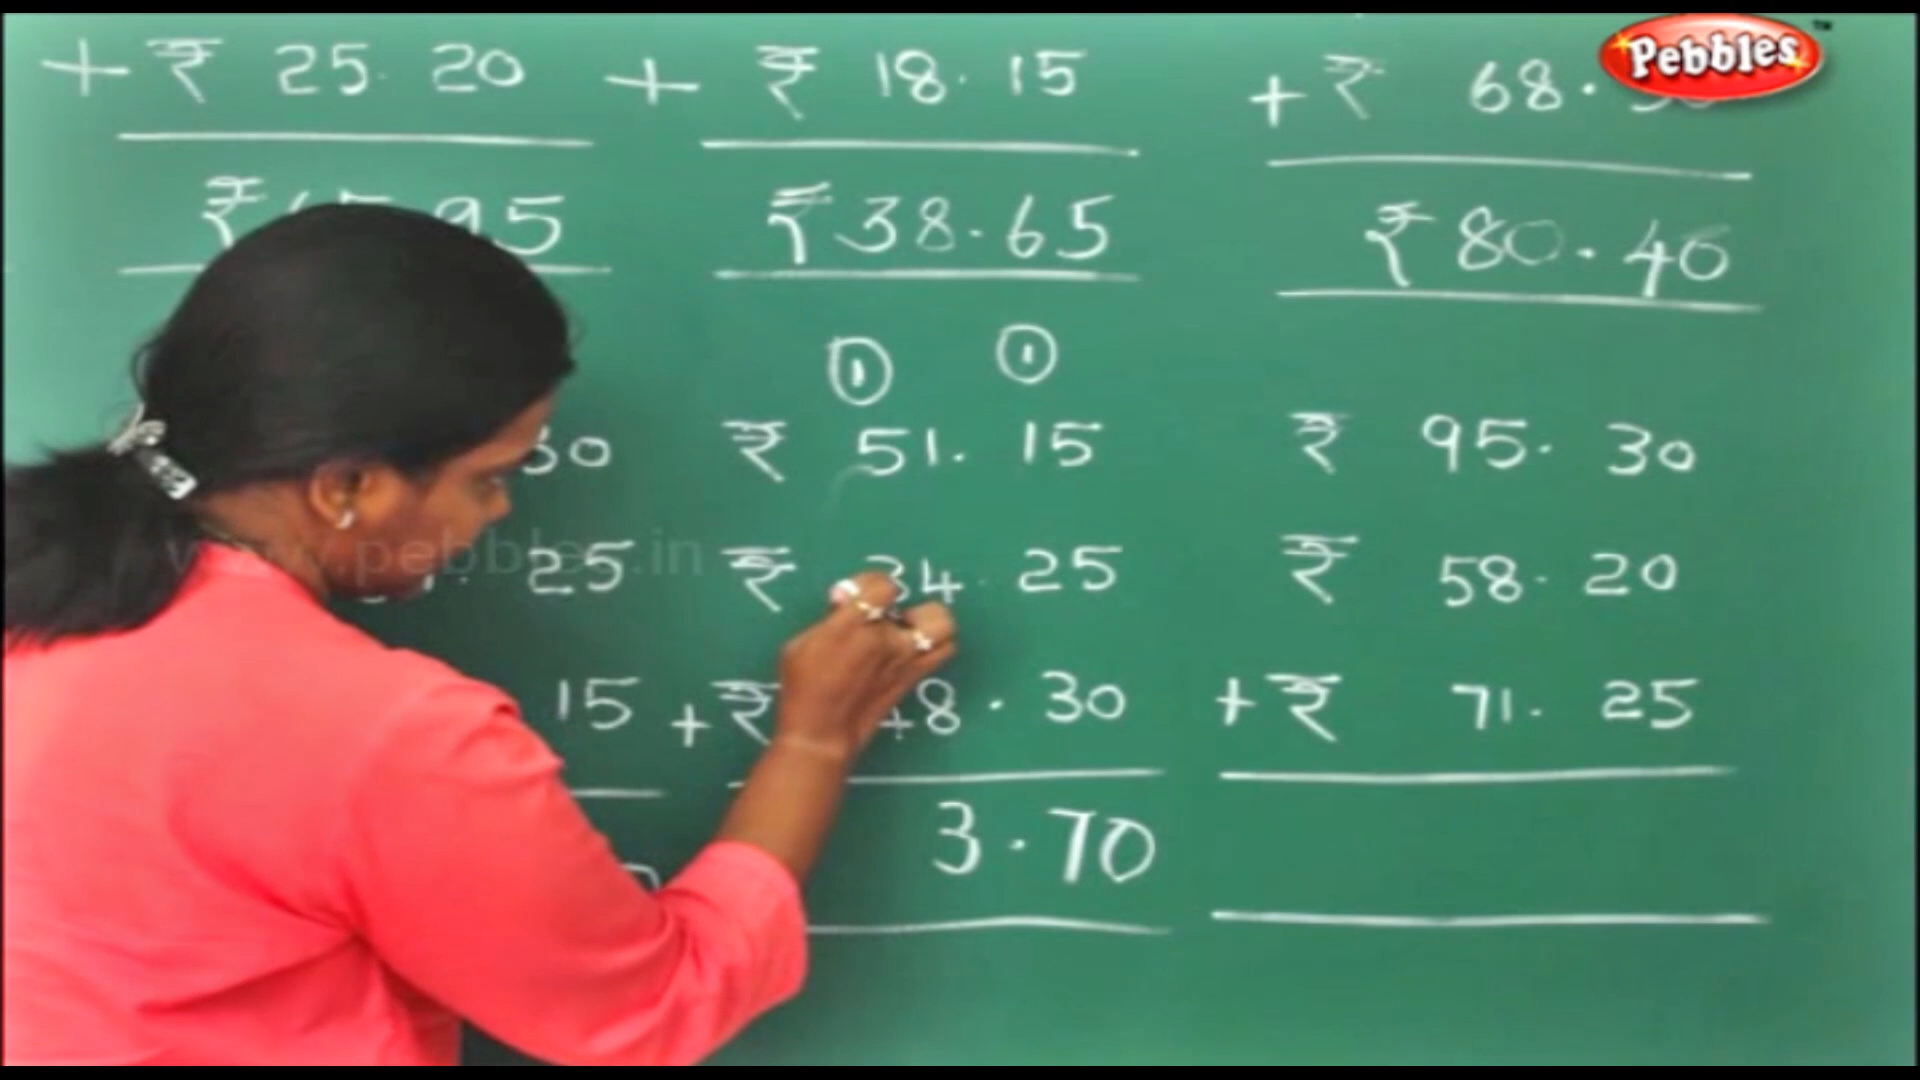 Pebbles™
+ ₹ 25. 20 + ₹ 18. 15 + ₹ 68.
₹ 95 ₹ 38.65 ₹ 80.40
1 1
30 ₹ 51. 15 ₹ 95. 30
www.pebbles.in
25 ₹ 34. 25 ₹ 58. 20
15 + ₹ 8. 30 + ₹ 71. 25
3.70